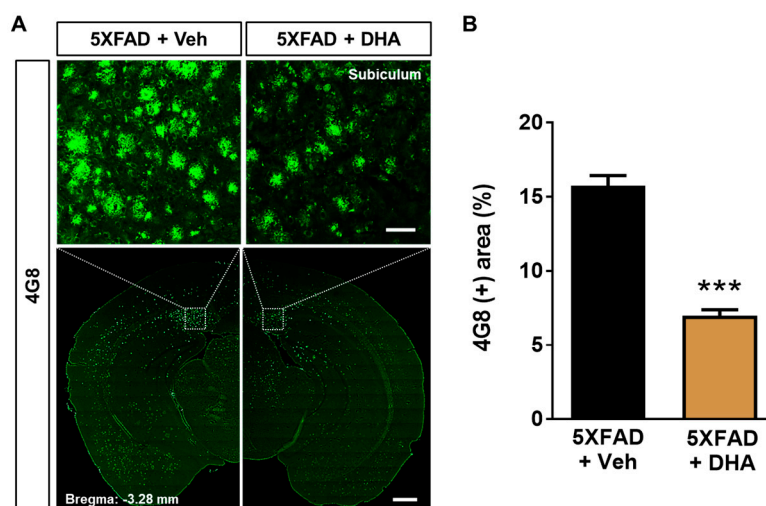 A
5XFAD + Veh
5XFAD + DHA
Subiculum
4G8
Bregma: -3.28 mm
B
4G8 (+) area (%)
20
15
10
5
0
***
5XFAD
+ Veh
5XFAD
+ DHA